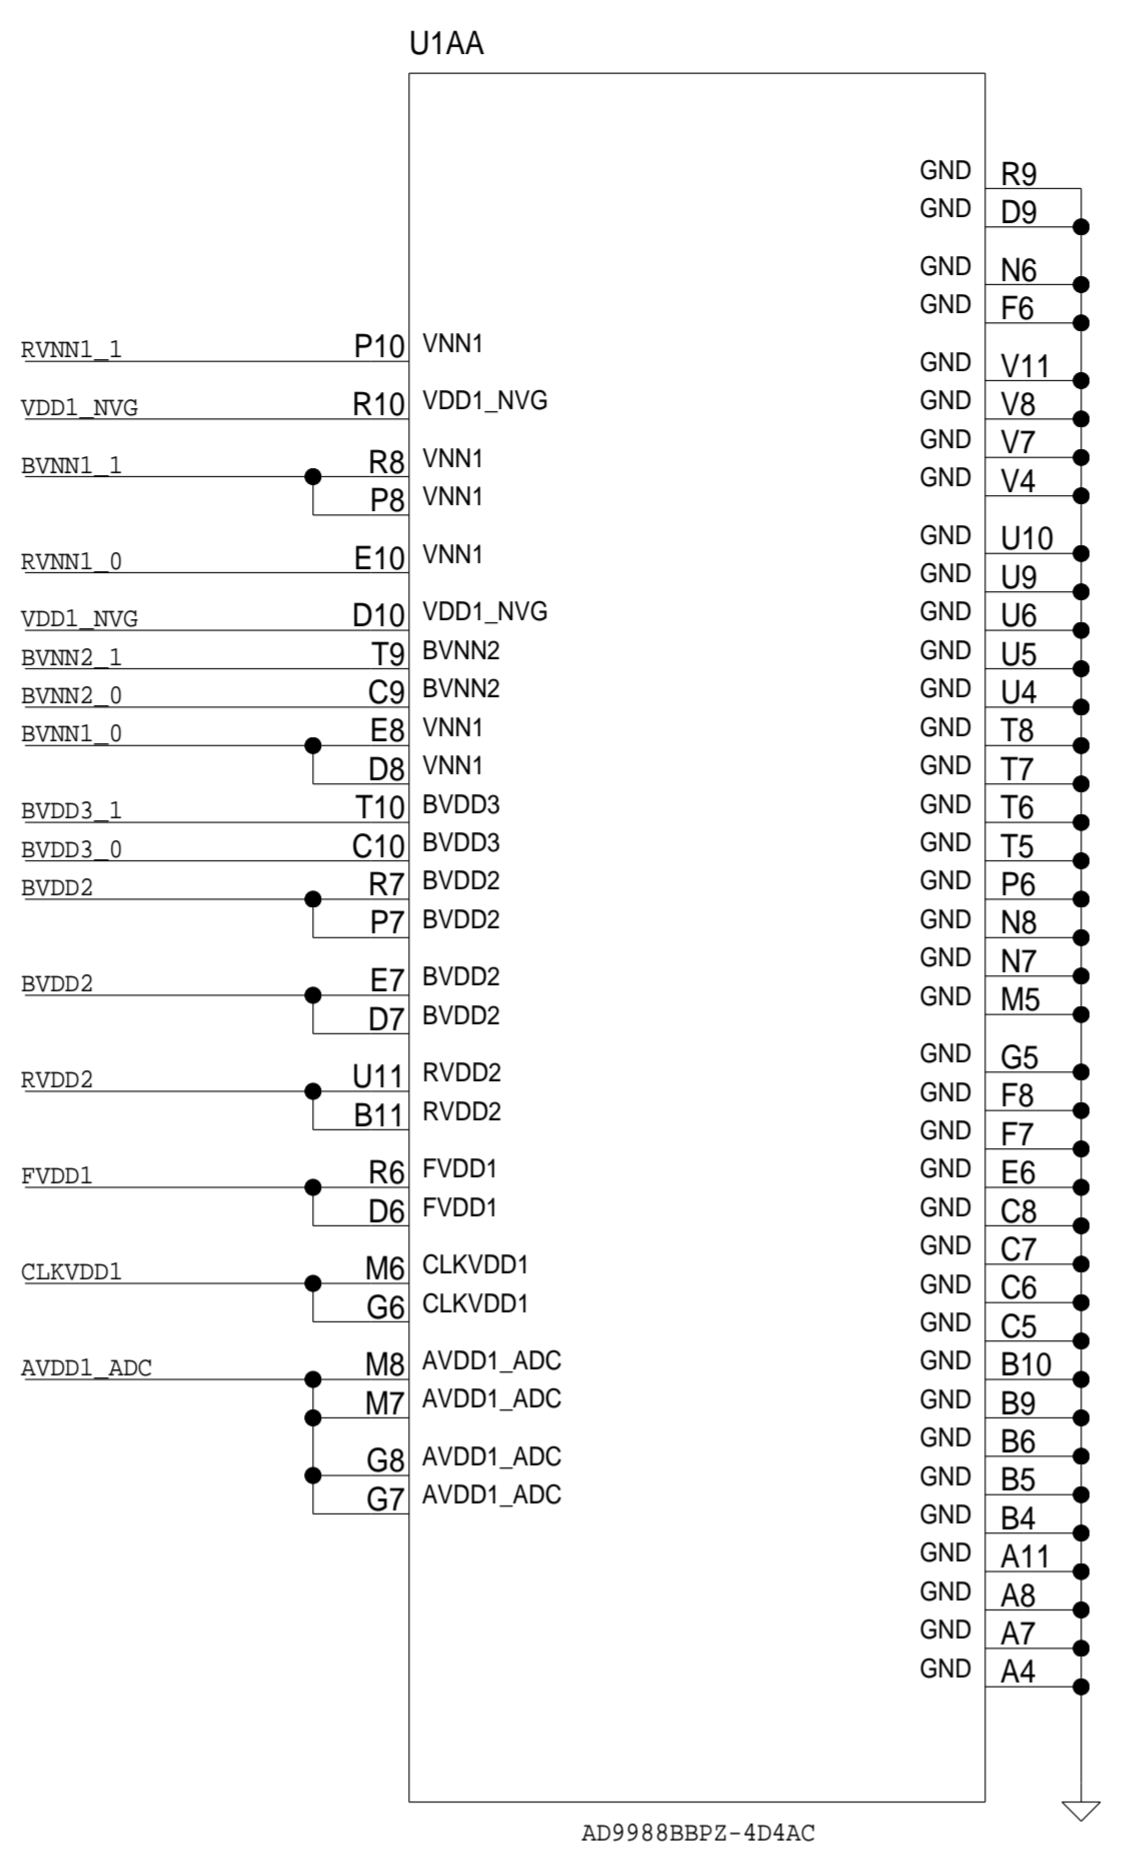 U1AA
GND R9
GND D9
GND N6
GND F6
RVNN1_1 P10 VNN1
GND V11
VDD1_NVG R10 VDD1_NVG
GND V8
GND V7
BVNN1_1 R8 VNN1
GND V4
P8 VNN1
GND U10
RVNN1_0 E10 VNN1
GND U9
VDD1_NVG D10 VDD1_NVG
GND U6
BVNN2_1 T9 BVNN2
GND U5
BVNN2_0 C9 BVNN2
GND U4
BVNN1_0 E8 VNN1
GND T8
D8 VNN1
GND T7
BVDD3_1 T10 BVDD3
GND T6
BVDD3_0 C10 BVDD3
GND T5
BVDD2 R7 BVDD2
GND P6
P7 BVDD2
GND N8
GND N7
BVDD2 E7 BVDD2
GND M5
D7 BVDD2
GND G5
RVDD2 U11 RVDD2
GND F8
B11 RVDD2
GND F7
FVDD1 R6 FVDD1
GND E6
D6 FVDD1
GND C8
GND C7
CLKVDD1 M6 CLKVDD1
GND C6
G6 CLKVDD1
GND C5
AVDD1_ADC M8 AVDD1_ADC
GND B10
M7 AVDD1_ADC
GND B9
GND B6
G8 AVDD1_ADC
GND B5
G7 AVDD1_ADC
GND B4
GND A11
GND A8
GND A7
GND A4
AD9988BBPZ-4D4AC